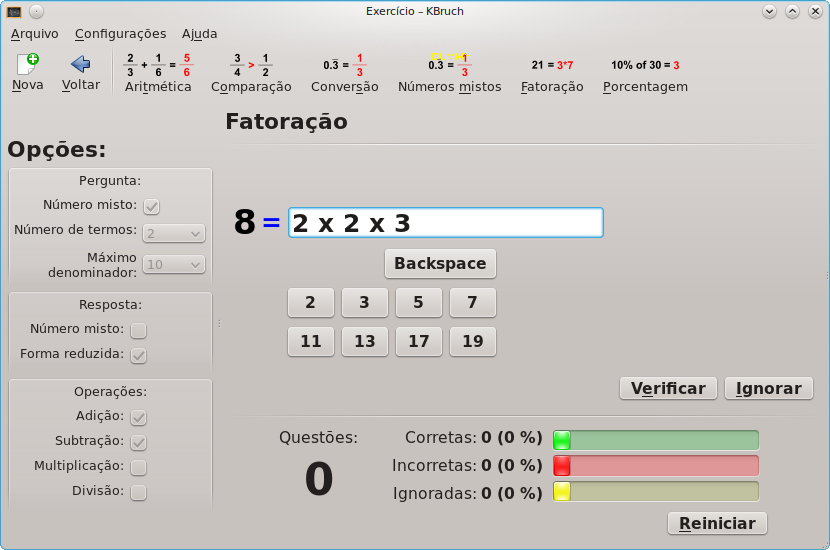 Exercício – KBruch
Arquivo Configurações Ajuda
2/3 + 1/6 = 5/6 3/4 > 1/2 0.3 = 1/3 0.3 = 1/3 21 = 3*7 10% of 30 = 3
Nova Voltar Aritmética Comparação Conversão Números mistos Fatoração Porcentagem
Fatoração
Opções:
Pergunta:
Número misto:
Número de termos: 2
Máximo
denominador: 10
Resposta:
Número misto:
Forma reduzida:
Operações:
Adição:
Subtração:
Multiplicação:
Divisão:
8 = 2 x 2 x 3
Backspace
2 3 5 7
11 13 17 19
Verificar Ignorar
Questões:
0
Corretas: 0 (0 %)
Incorretas: 0 (0 %)
Ignoradas: 0 (0 %)
Reiniciar